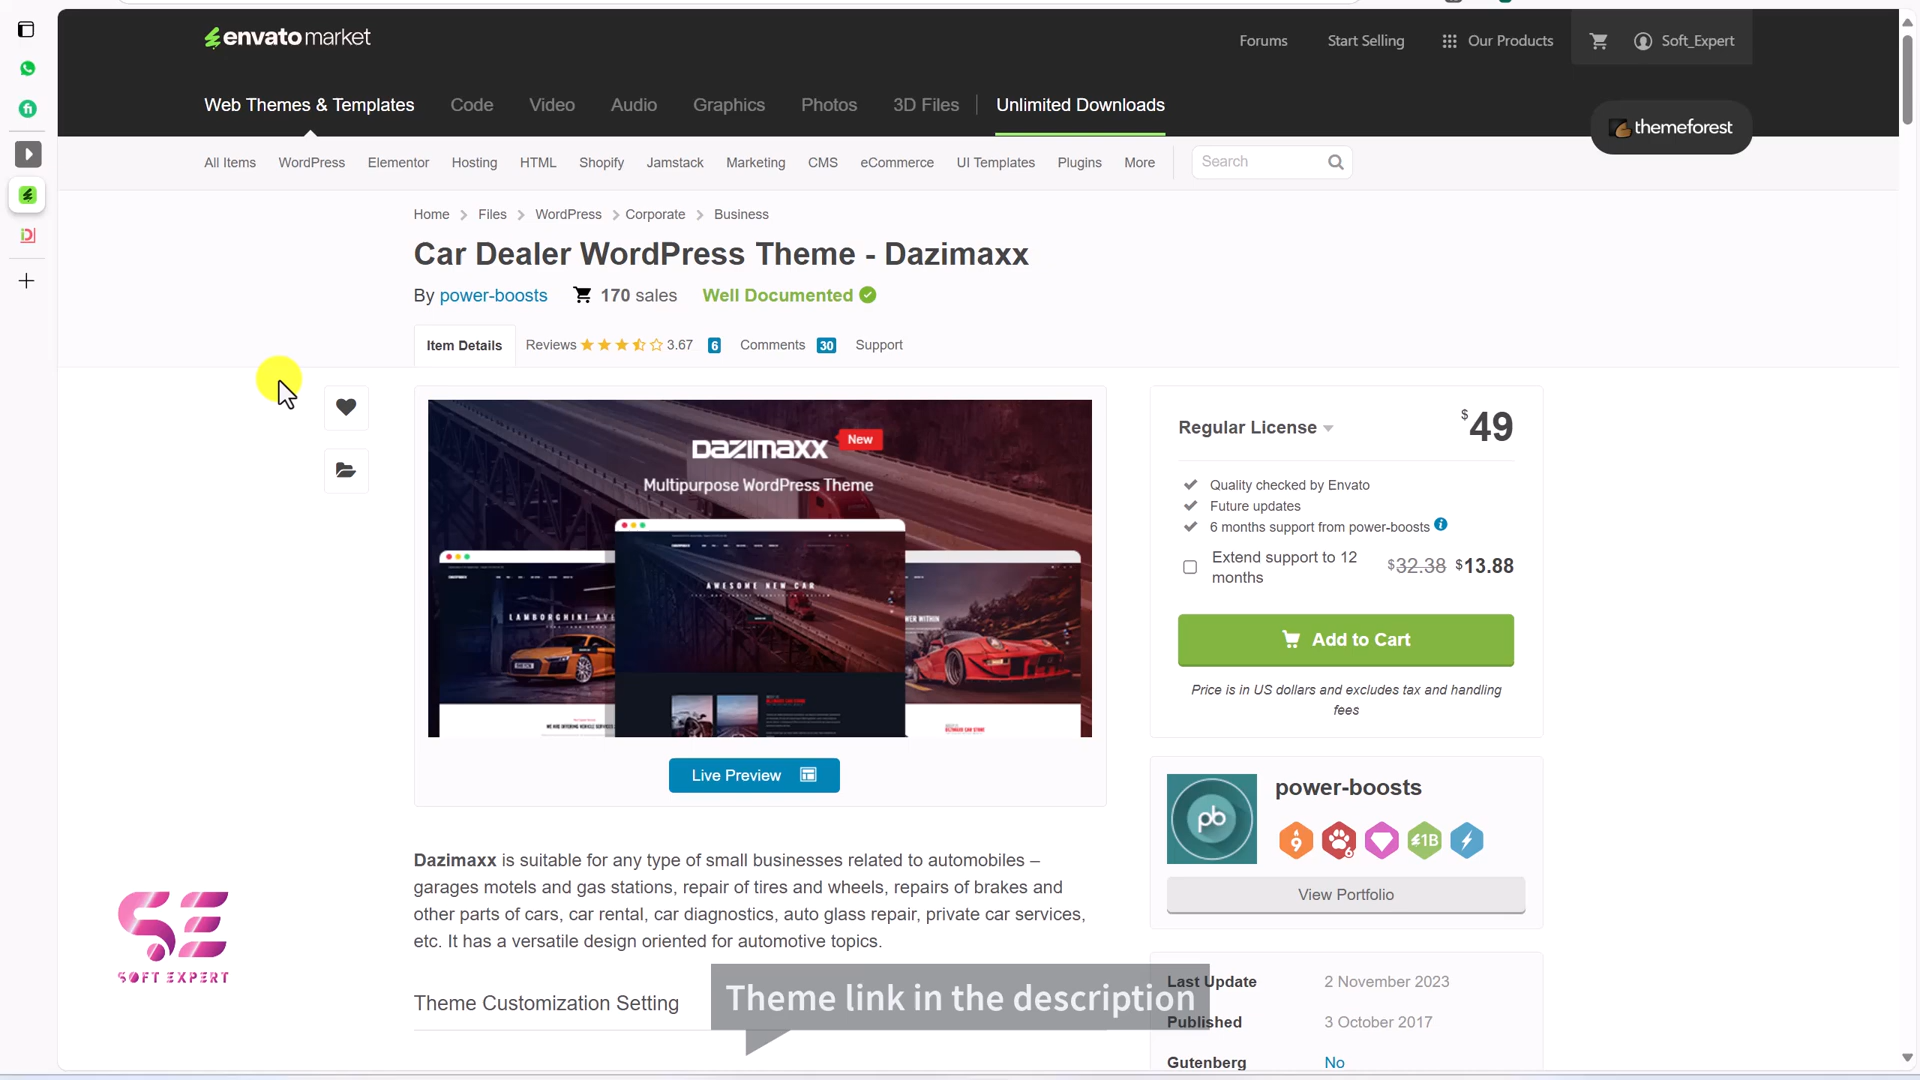 envato market
Forums
Start Selling
Our Products
Soft_Expert
Web Themes & Templates
Code
Video
Audio
Graphics
Photos
3D Files
Unlimited Downloads
themeforest
All Items
WordPress
Elementor
Hosting
HTML
Shopify
Jamstack
Marketing
CMS
eCommerce
UI Templates
Plugins
More
Search
Home
Files
WordPress
Corporate
Business
Car Dealer WordPress Theme - Dazimaxx
By power-boosts
170 sales
Well Documented
Item Details
Reviews
3.67
6
Comments
30
Support
DAZIMAXX
New
Multipurpose WordPress Theme
AWESOME NEW CAR
LAMBORGHINI AVE
WER WITHIN
Live Preview
Regular License
$49
Quality checked by Envato
Future updates
6 months support from power-boosts
Extend support to 12
months
$32.38 $13.88
Add to Cart
Price is in US dollars and excludes tax and handling
fees
pb
power-boosts
9
6
1B
View Portfolio
Dazimaxx is suitable for any type of small businesses related to automobiles –
garages motels and gas stations, repair of tires and wheels, repairs of brakes and
other parts of cars, car rental, car diagnostics, auto glass repair, private car services,
etc. It has a versatile design oriented for automotive topics.
SE
SOFT EXPERT
Theme Customization Setting
Theme link in the description
Last Update
2 November 2023
Published
3 October 2017
Gutenberg
No